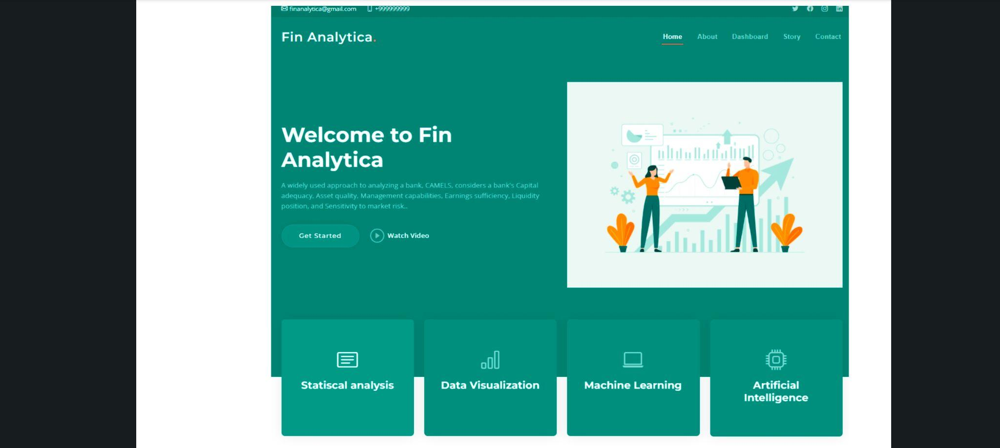 finanalytica@gmail.com +999999999
Fin Analytica.
Home About Dashboard Story Contact
Welcome to Fin
Analytica
A widely used approach to analyzing a bank, CAMELS, considers a bank's Capital
adequacy, Asset quality, Management capabilities, Earnings sufficiency, Liquidity
position, and Sensitivity to market risk..
Get Started Watch Video
Statiscal analysis
Data Visualization
Machine Learning
Artificial
Intelligence